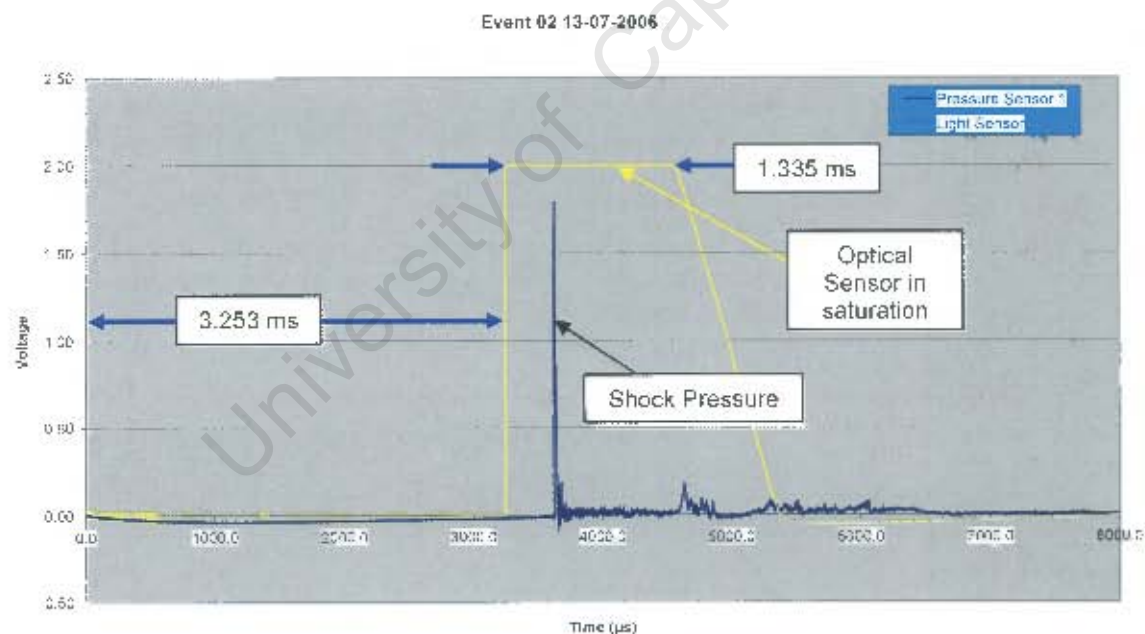 Event 02 13-07-2006
University of Cap
2.50
Pressure Sensor 1
Light Sensor
2.00
1.335 ms
1.50
Optical
Sensor in
saturation
3.253 ms
Voltage
1.00
Shock Pressure
0.50
0.00
0.0 1000.0 2000.0 3000.0 4000.0 5000.0 6000.0 7000.0 8000.0
0.50
Time (µs)